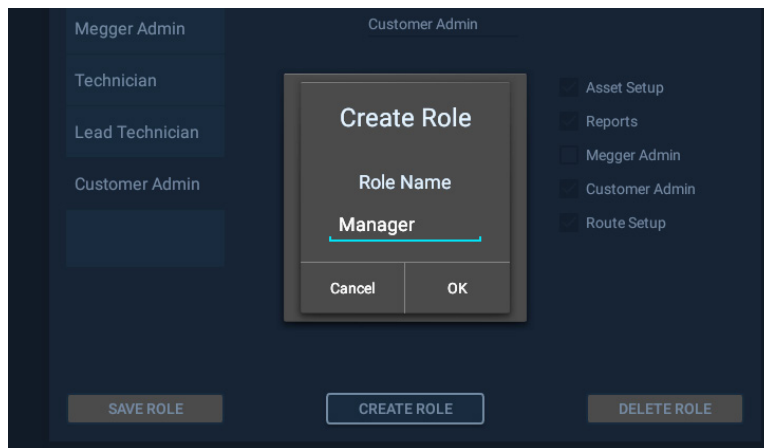 Megger Admin
Technician
Lead Technician
Customer Admin
Customer Admin
Create Role
Role Name
Manager
Cancel
OK
Asset Setup
Reports
Megger Admin
Customer Admin
Route Setup
SAVE ROLE
CREATE ROLE
DELETE ROLE